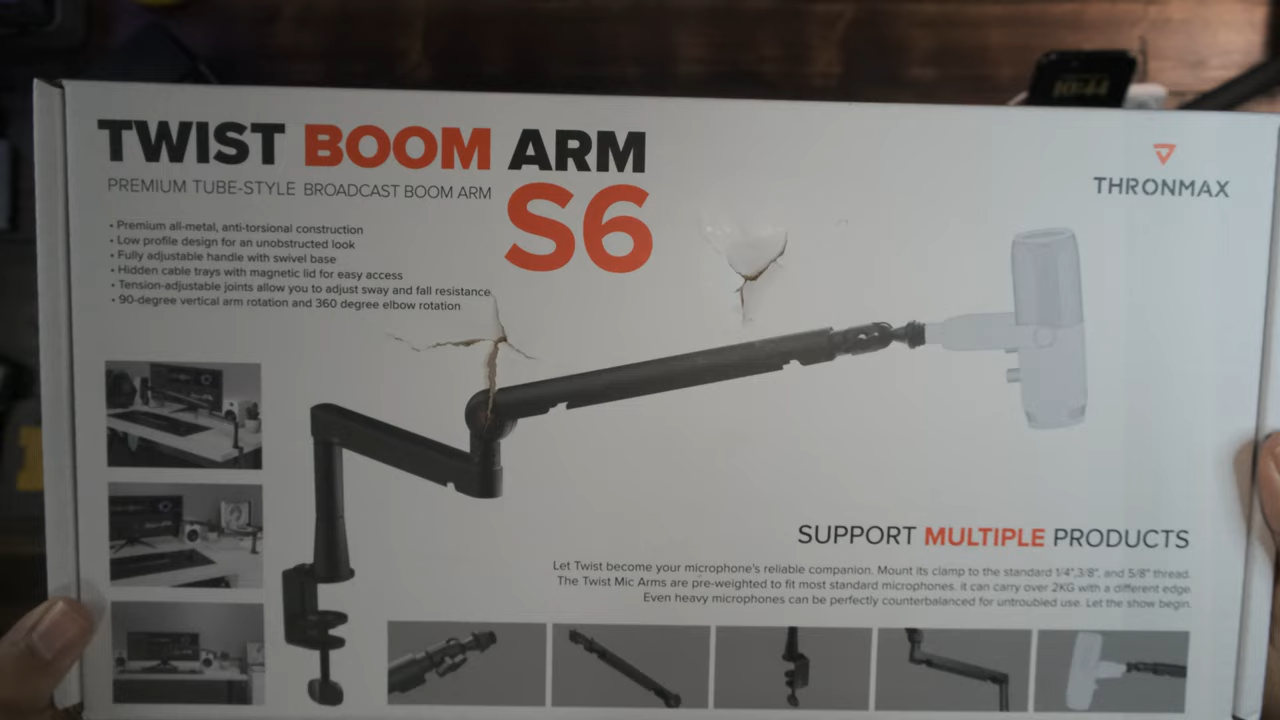 TWIST BOOM ARM
PREMIUM TUBE-STYLE BROADCAST BOOM ARM
S6
• Premium all-metal, anti-torsional construction
• Low profile design for an unobstructed look
• Fully adjustable handle with swivel base
• Hidden cable trays with magnetic lid for easy access
• Tension-adjustable joints allow you to adjust sway and fall resistance
• 90-degree vertical arm rotation and 360 degree elbow rotation
THRONMAX
SUPPORT MULTIPLE PRODUCTS
Let Twist become your microphone's reliable companion. Mount its clamp to the standard 1/4",3/8", and 5/8" thread.
The Twist Mic Arms are pre-weighted to fit most standard microphones. it can carry over 2KG with a different edge.
Even heavy microphones can be perfectly counterbalanced for untroubled use. Let the show begin.